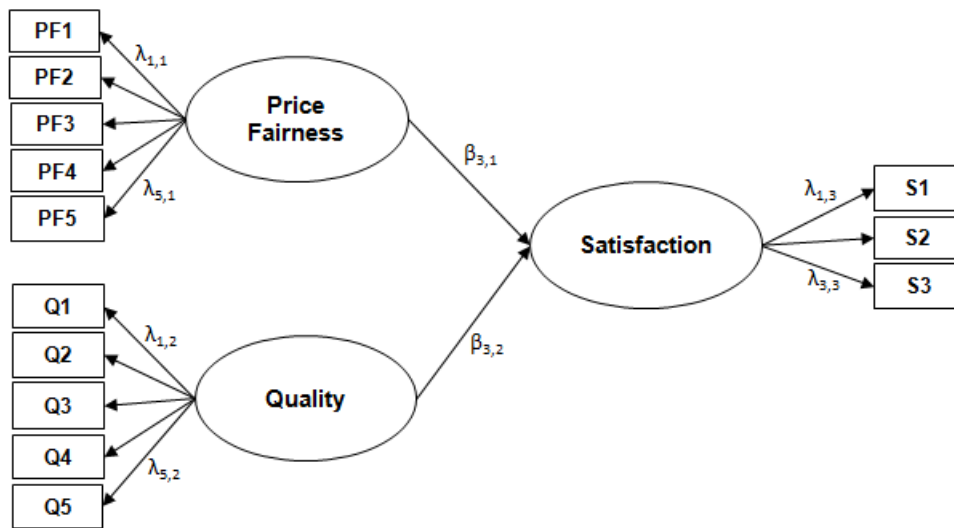 PF1
PF2
PF3
PF4
PF5
λ1,1
λ5,1
Price
Fairness
β3,1
Q1
Q2
Q3
Q4
Q5
λ1,2
λ5,2
Quality
β3,2
Satisfaction
λ1,3
λ3,3
S1
S2
S3